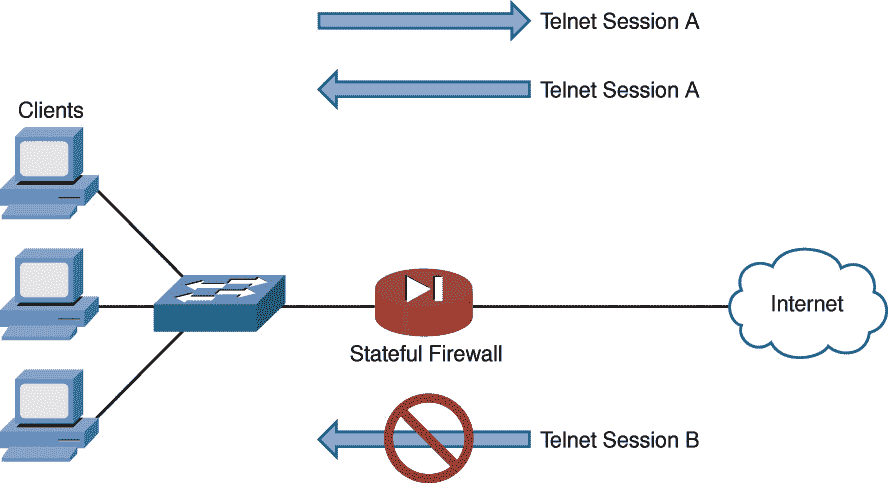 Telnet Session A
Telnet Session A
Clients
Internet
Stateful Firewall
Telnet Session B